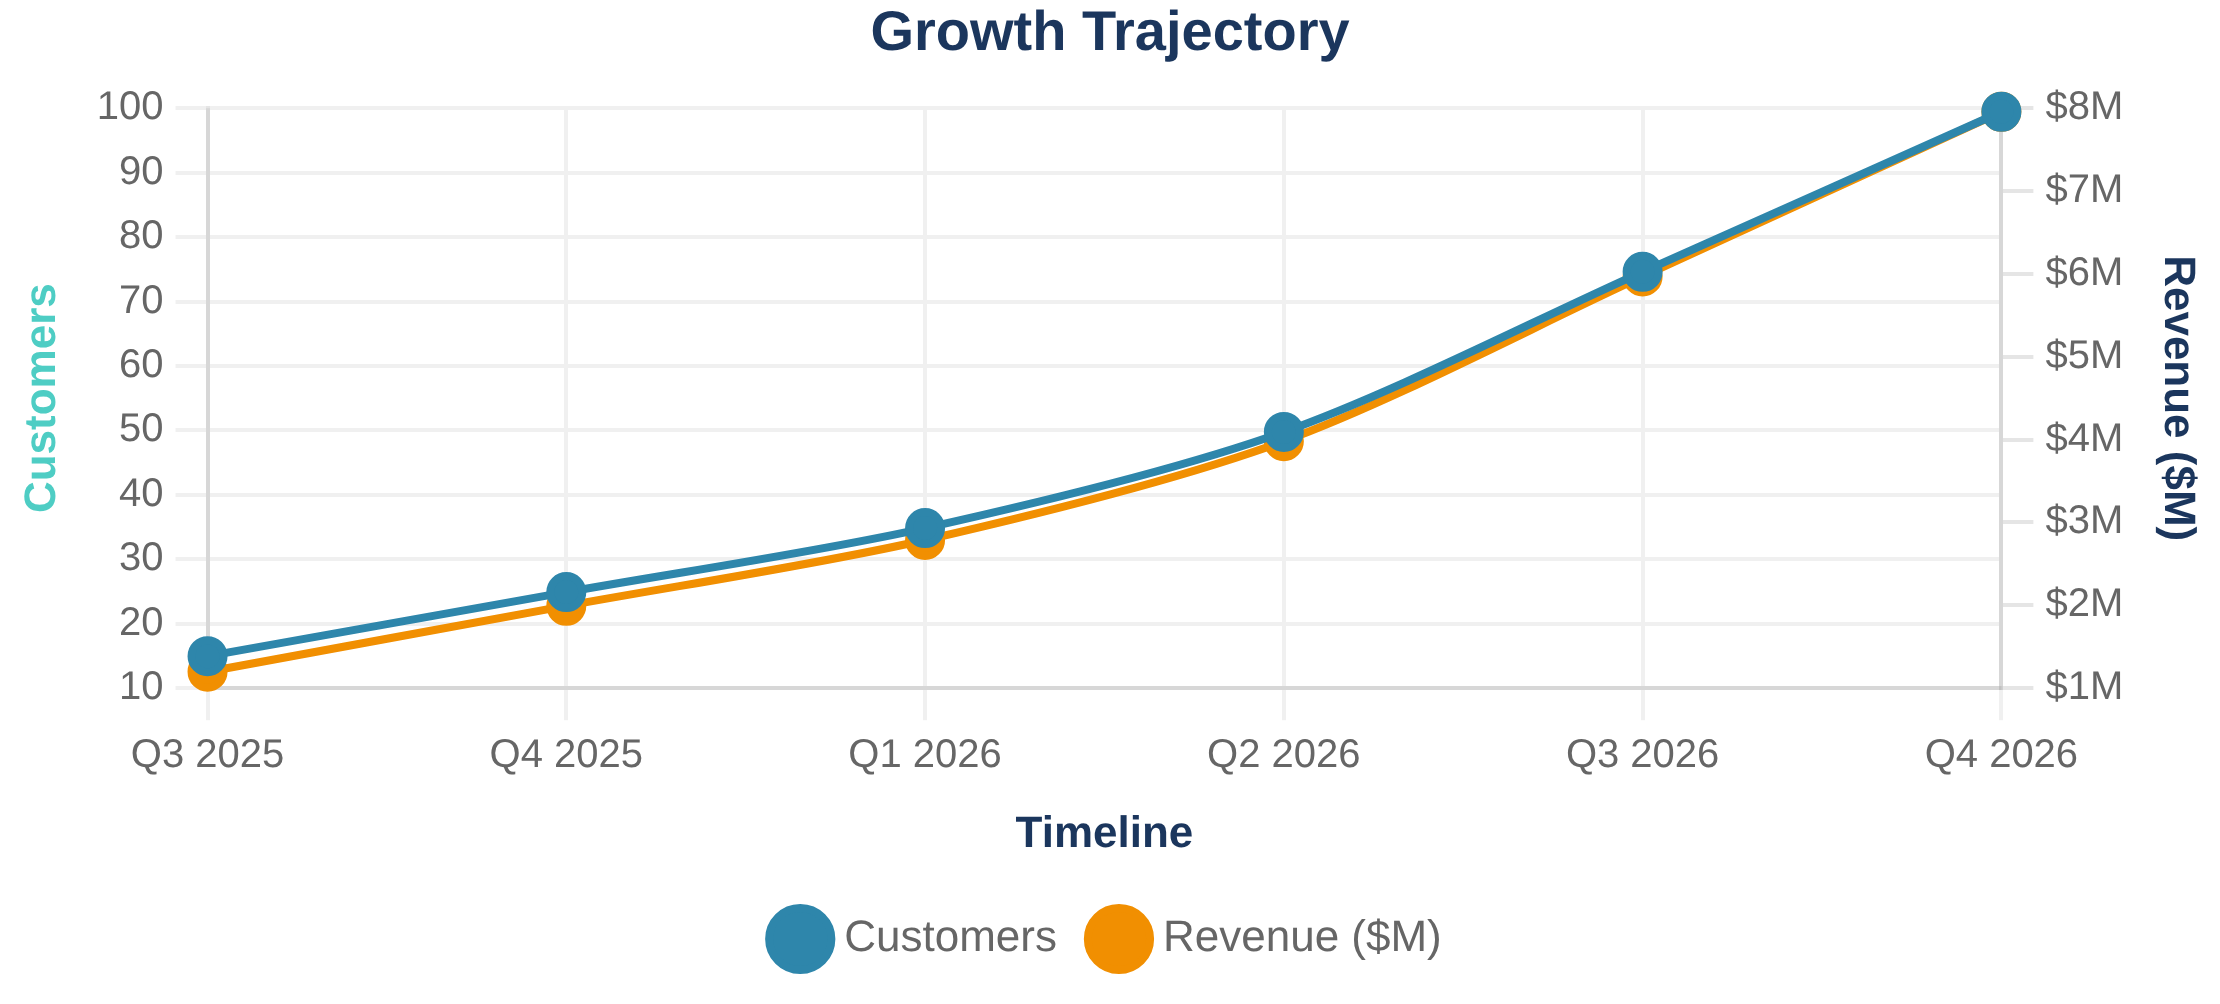 Growth Trajectory
100
90
80
70
60
50
40
30
20
10
Customers
$8M
$7M
$6M
$5M
$4M
$3M
$2M
$1M
Revenue ($M)
Q3 2025
Q4 2025
Q1 2026
Q2 2026
Q3 2026
Q4 2026
Timeline
Customers
Revenue ($M)